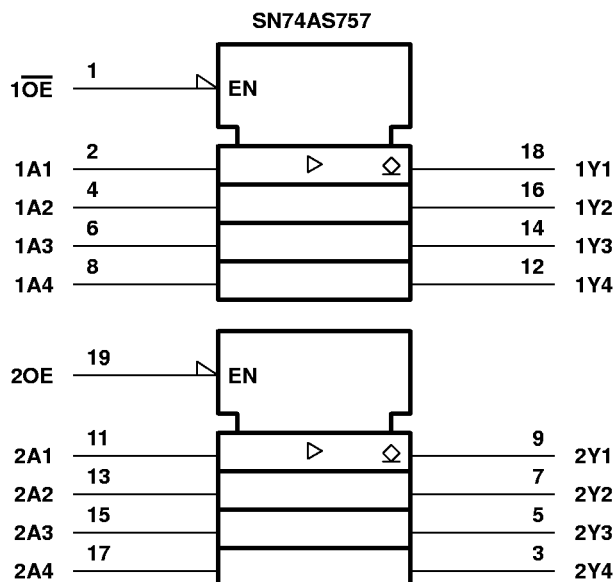 SN74AS757
1O̅E̅ 1 EN
1A1 2 18 1Y1
1A2 4 16 1Y2
1A3 6 14 1Y3
1A4 8 12 1Y4
2OE 19 EN
2A1 11 9 2Y1
2A2 13 7 2Y2
2A3 15 5 2Y3
2A4 17 3 2Y4